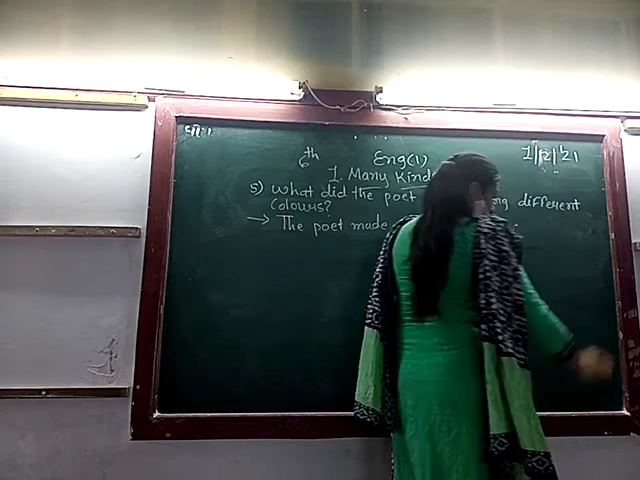 6th Eng(1) 1/12/21
1. Many Kind
5) What did the poet ng different
Colours?
→ The poet made